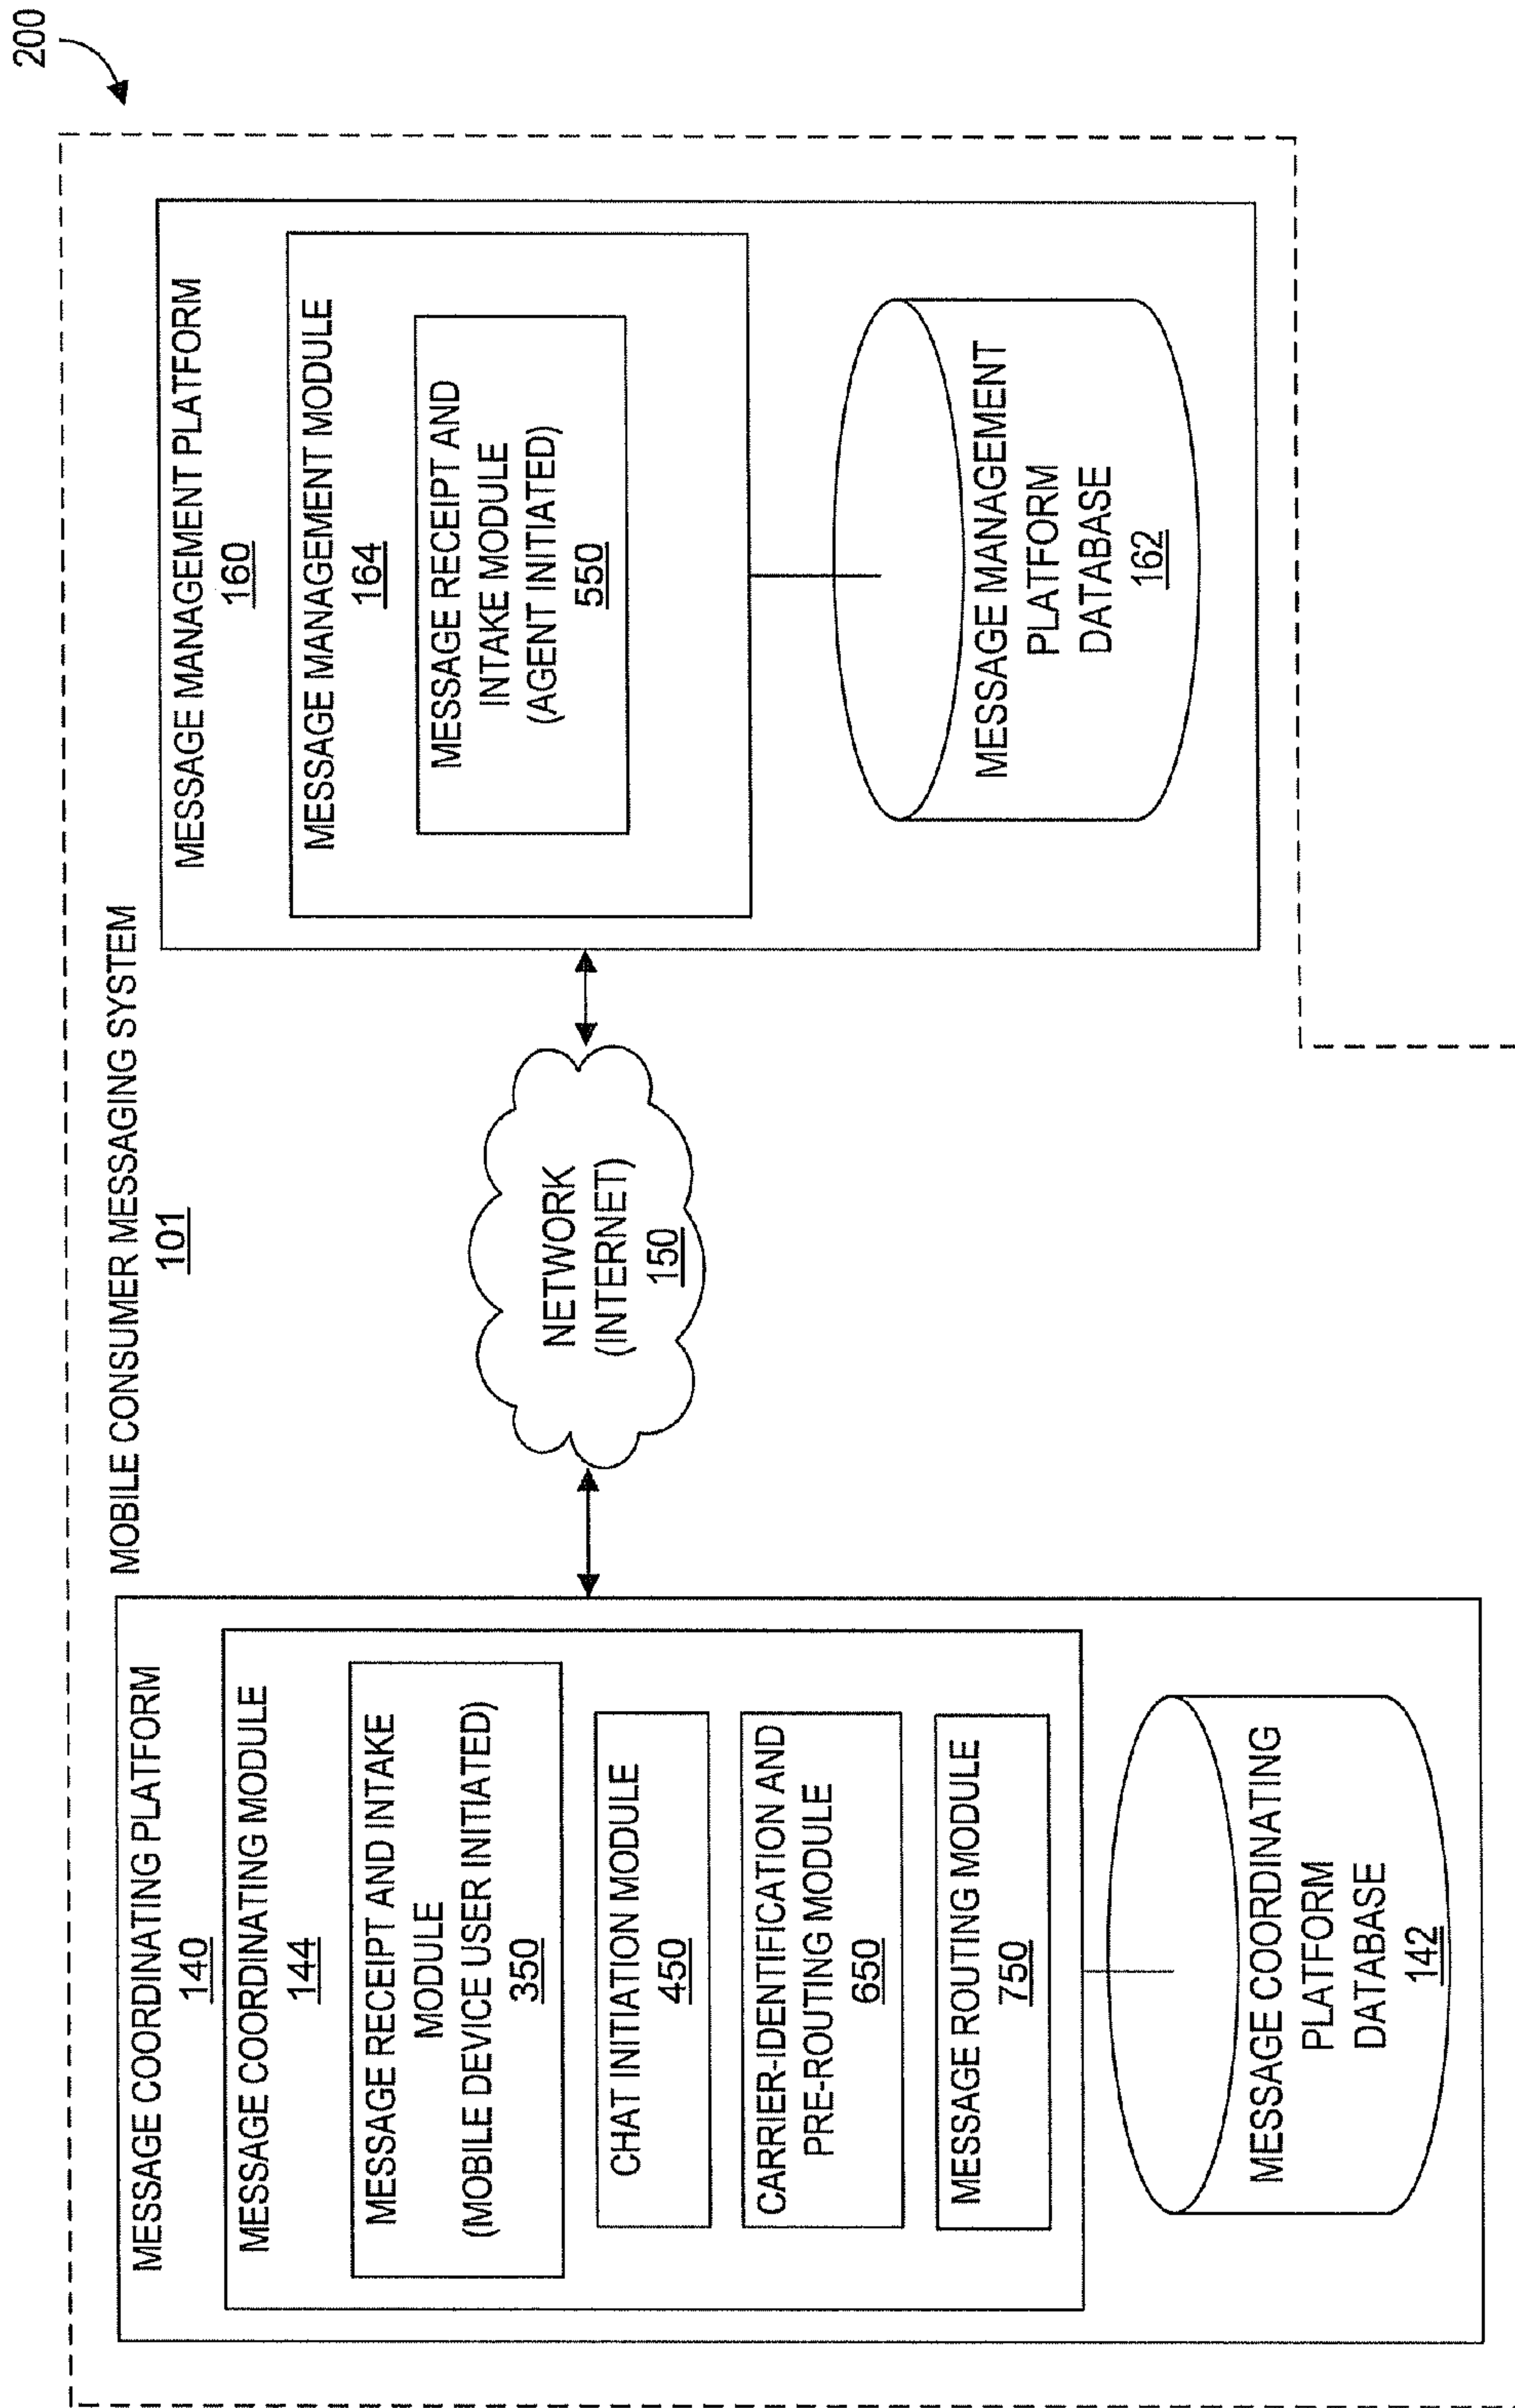 200
MOBILE CONSUMER MESSAGING SYSTEM
101
MESSAGE COORDINATING PLATFORM
140
MESSAGE COORDINATING MODULE
144
MESSAGE RECEIPT AND INTAKE
MODULE
(MOBILE DEVICE USER INITIATED)
350
CHAT INITIATION MODULE
450
CARRIER-IDENTIFICATION AND
PRE-ROUTING MODULE
650
MESSAGE ROUTING MODULE
750
MESSAGE COORDINATING
PLATFORM
DATABASE
142
NETWORK
(INTERNET)
150
MESSAGE MANAGEMENT PLATFORM
160
MESSAGE MANAGEMENT MODULE
164
MESSAGE RECEIPT AND
INTAKE MODULE
(AGENT INITIATED)
550
MESSAGE MANAGEMENT
PLATFORM
DATABASE
162